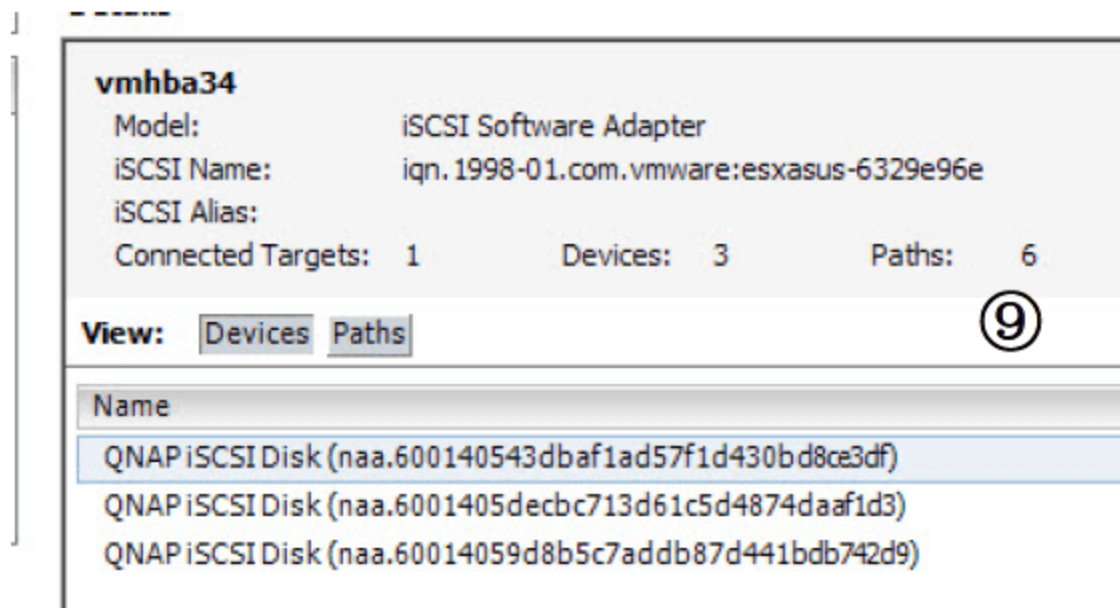 vmhba34
Model: iSCSI Software Adapter
iSCSI Name: iqn.1998-01.com.vmware:esxasus-6329e96e
iSCSI Alias:
Connected Targets: 1 Devices: 3 Paths: 6
⑨
View: Devices Paths
Name
QNAP iSCSI Disk (naa.600140543dbaf1ad57f1d430bd8ce3df)
QNAP iSCSI Disk (naa.6001405decbc713d61c5d4874daaf1d3)
QNAP iSCSI Disk (naa.60014059d8b5c7addb87d441bdb742d9)